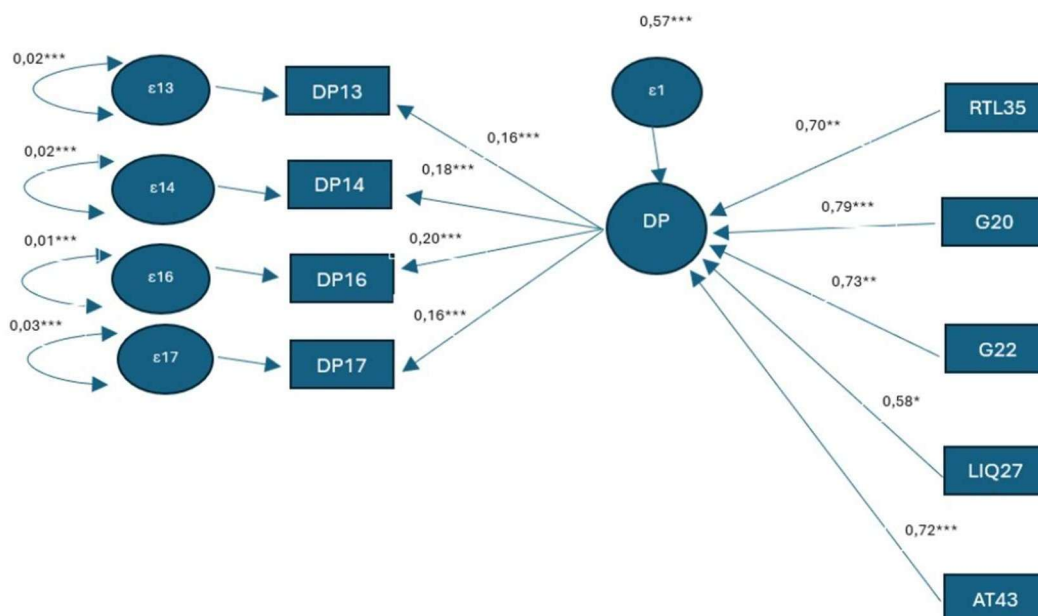 0,57***
0,02***
ε13
DP13
ε1
RTL35
0,16***
0,70**
0,02***
ε14
DP14
0,18***
0,79***
DP
G20
0,01***
ε16
DP16
0,20***
0,73**
0,03***
ε17
DP17
0,16***
G22
0,58*
LIQ27
0,72***
AT43